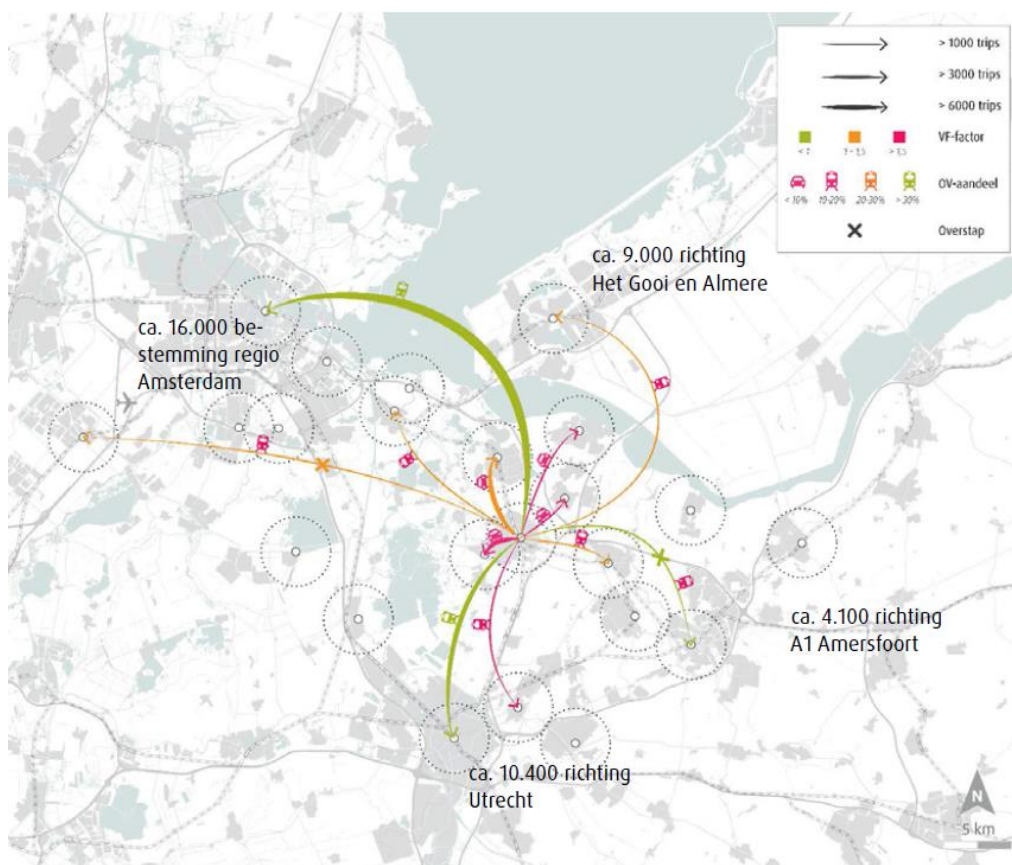 > 1000 trips
> 3000 trips
> 6000 trips
VF-factor
< 1 1 - 1,5 > 1,5
OV-aandeel
< 10% 10-20% 20-30% > 30%
Overstap
ca. 9.000 richting
Het Gooi en Almere
ca. 16.000 be-
stemming regio
Amsterdam
ca. 4.100 richting
A1 Amersfoort
ca. 10.400 richting
Utrecht
N
5 km